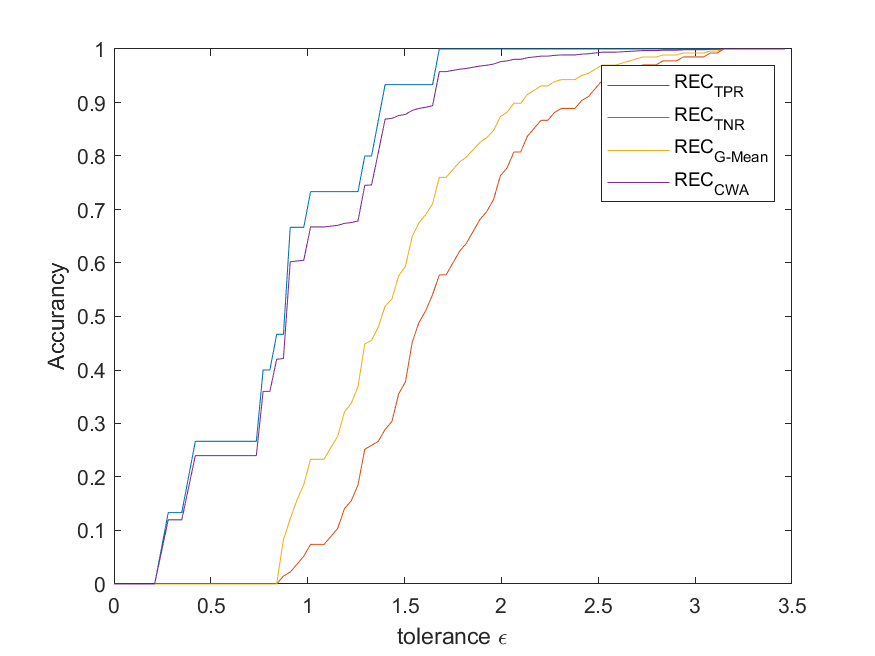 1
0.9
0.8
0.7
0.6
0.5
0.4
0.3
0.2
0.1
0
Accurancy
0 0.5 1 1.5 2 2.5 3 3.5
tolerance ϵ
REC_TPR
REC_TNR
REC_G-Mean
REC_CWA